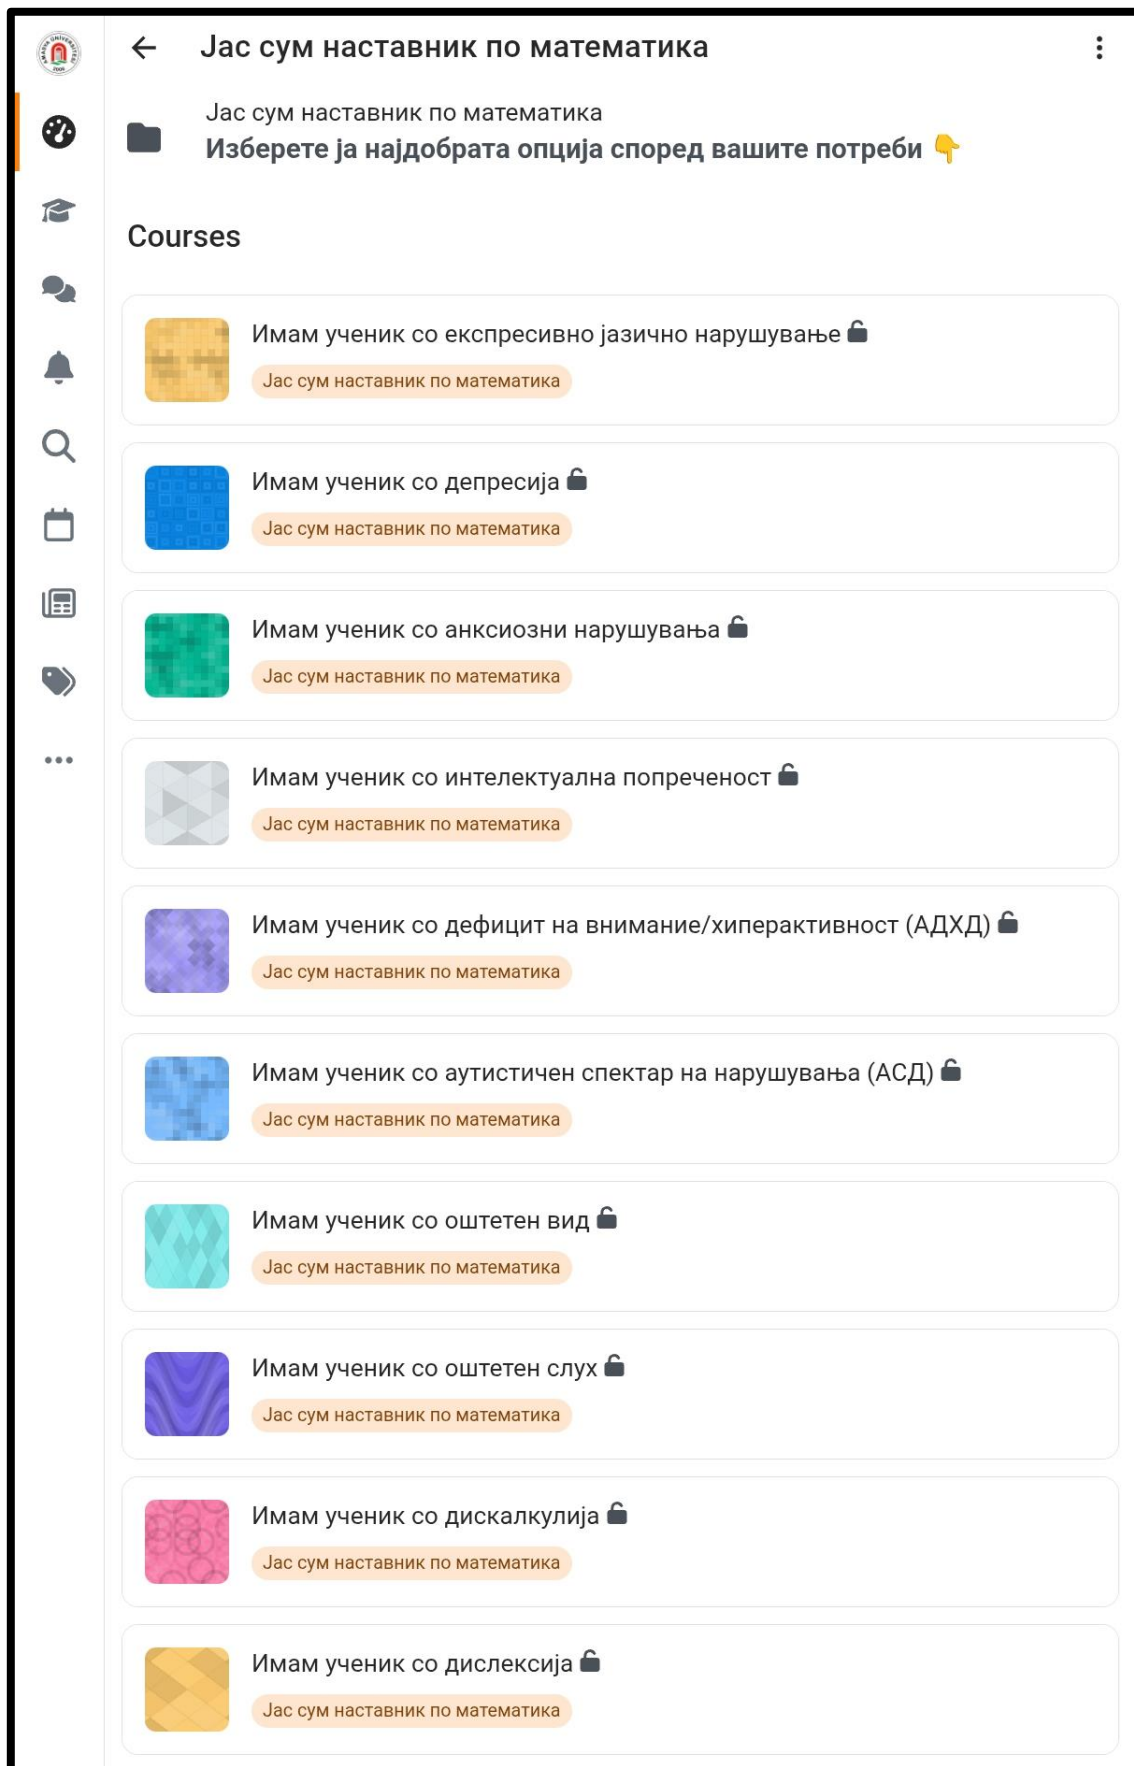 Јас сум наставник по математика
Јас сум наставник по математика
Изберете ја најдобрата опција според вашите потреби 👇
Courses
Имам ученик со експресивно јазично нарушување
Јас сум наставник по математика
Имам ученик со депресија
Јас сум наставник по математика
Имам ученик со анксиозни нарушувања
Јас сум наставник по математика
Имам ученик со интелектуална попреченост
Јас сум наставник по математика
Имам ученик со дефицит на внимание/хиперактивност (АДХД)
Јас сум наставник по математика
Имам ученик со аутистичен спектар на нарушувања (АСД)
Јас сум наставник по математика
Имам ученик со оштетен вид
Јас сум наставник по математика
Имам ученик со оштетен слух
Јас сум наставник по математика
Имам ученик со дискалкулија
Јас сум наставник по математика
Имам ученик со дислексија
Јас сум наставник по математика